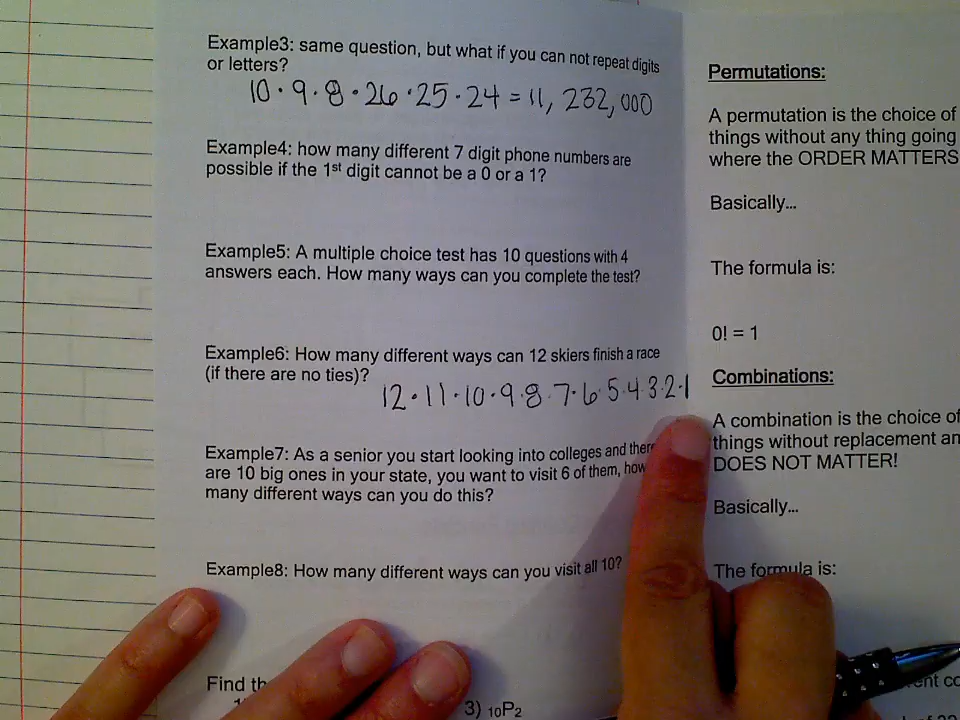 Example3: same question, but what if you can not repeat digits
or letters?
10 · 9 · 8 · 26 · 25 · 24 = 11, 232,000
Example4: how many different 7 digit phone numbers are
possible if the 1st digit cannot be a 0 or a 1?
Example5: A multiple choice test has 10 questions with 4
answers each. How many ways can you complete the test?
Example6: How many different ways can 12 skiers finish a race
(if there are no ties)?
12 · 11 · 10 · 9 · 8 · 7 · 6 · 5 · 4 · 3 · 2 · 1
Example7: As a senior you start looking into colleges and there
are 10 big ones in your state, you want to visit 6 of them, how
many different ways can you do this?
Example8: How many different ways can you visit all 10?
Find
3) 10P2
Permutations:
A permutation is the choice of
things without any thing going
where the ORDER MATTERS
Basically...
The formula is:
0! = 1
Combinations:
A combination is the choice of
things without replacement an
DOES NOT MATTER!
Basically...
The formula is: